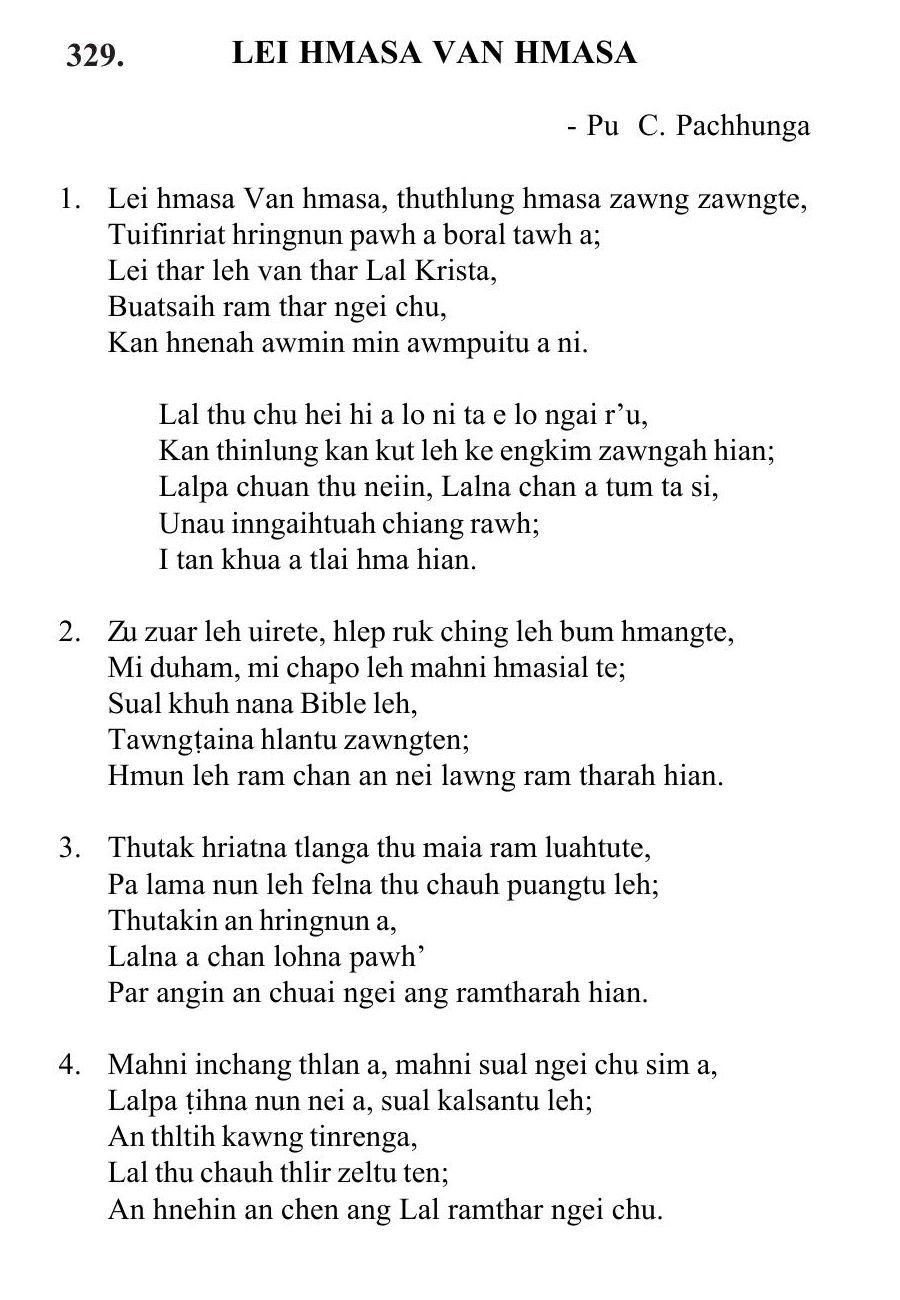 329. LEI HMASA VAN HMASA
- Pu C. Pachhunga
1. Lei hmasa Van hmasa, thuthlung hmasa zawng zawngte,
Tuifinriat hringnun pawh a boral tawh a;
Lei thar leh van thar Lal Krista,
Buatsaih ram thar ngei chu,
Kan hnenah awmin min awmpuitu a ni.
Lal thu chu hei hi a lo ni ta e lo ngai r’u,
Kan thinlung kan kut leh ke engkim zawngah hian;
Lalpa chuan thu neiin, Lalna chan a tum ta si,
Unau inngaihtuah chiang rawh;
I tan khua a tlai hma hian.
2. Zu zuar leh uirete, hlep ruk ching leh bum hmangte,
Mi duham, mi chapo leh mahni hmasial te;
Sual khuh nana Bible leh,
Tawngṭaina hlantu zawngten;
Hmun leh ram chan an nei lawng ram tharah hian.
3. Thutak hriatna tlanga thu maia ram luahtute,
Pa lama nun leh felna thu chauh puangtu leh;
Thutakin an hringnun a,
Lalna a chan lohna pawh’
Par angin an chuai ngei ang ramtharah hian.
4. Mahni inchang thlan a, mahni sual ngei chu sim a,
Lalpa ṭihna nun nei a, sual kalsantu leh;
An thltih kawng tinrenga,
Lal thu chauh thlir zeltu ten;
An hnehin an chen ang Lal ramthar ngei chu.